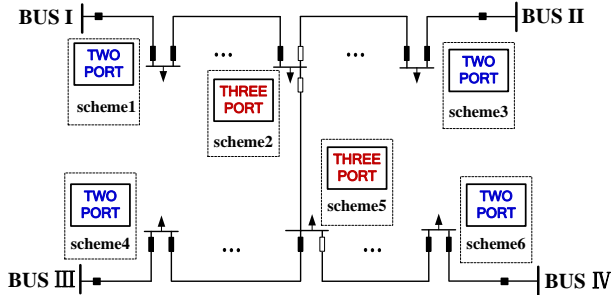 BUS I
BUS II
TWO
PORT
scheme1
...
THREE
PORT
scheme2
...
TWO
PORT
scheme3
TWO
PORT
scheme4
...
THREE
PORT
scheme5
...
TWO
PORT
scheme6
BUS Ⅲ
BUS Ⅳ